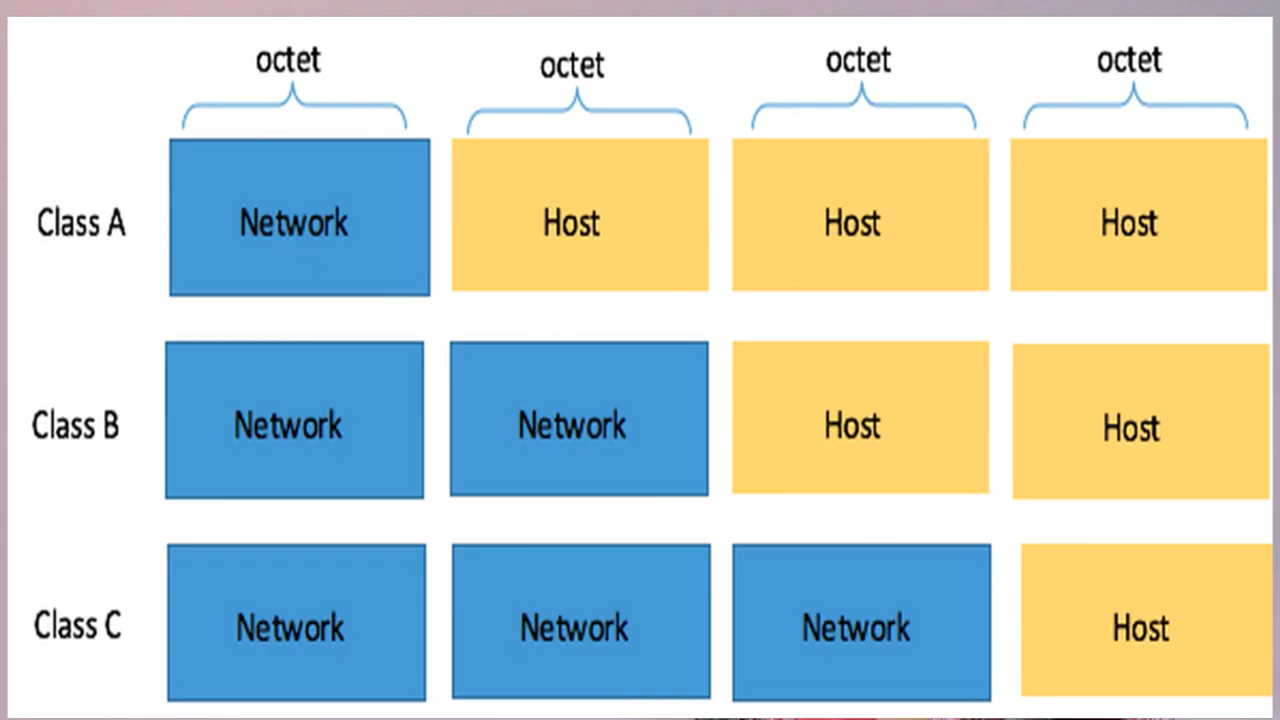 octet octet octet octet
Class A Network Host Host Host
Class B Network Network Host Host
Class C Network Network Network Host